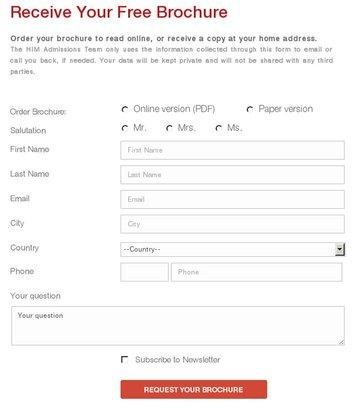 Receive Your Free Brochure
Order your brochure to read online, or receive a copy at your home address.
The HIM Admissions Team only uses the information collected through this form to email or
call you back, if needed. Your data will be kept private and will not be shared with any third
parties.
Order Brochure: Online version (PDF) Paper version
Salutation Mr. Mrs. Ms.
First Name First Name
Last Name Last Name
Email Email
City City
Country --Country--
Phone Phone
Your question
Your question
Subscribe to Newsletter
REQUEST YOUR BROCHURE